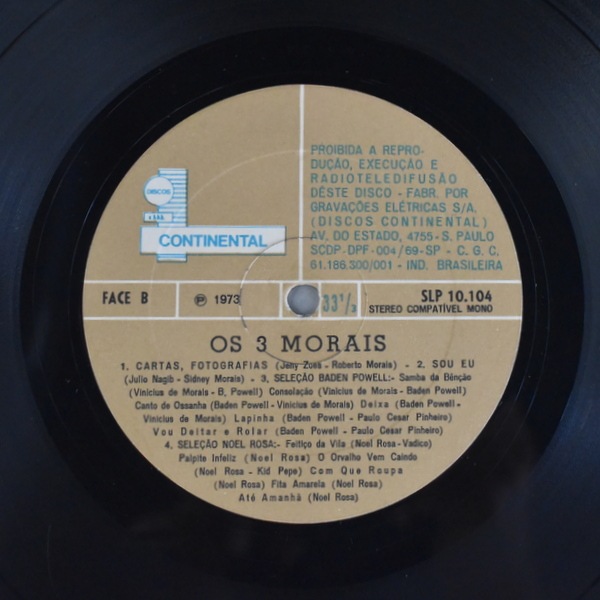 PROIBIDA A REPRO-
DUÇÃO, EXECUÇÃO E
RADIOTELEDIFUSÃO
DÊSTE DISCO - FABR. POR
GRAVAÇÕES ELÉTRICAS S/A.
(DISCOS CONTINENTAL)
AV. DO ESTADO, 4755 - S. PAULO
SCDP-DPF-004/69-SP - C. G. C.
61.186.300/001 - IND. BRASILEIRA
DISCOS
CONTINENTAL
FACE B
Ⓟ 1973
33 1/3
SLP 10.104
STEREO COMPATÍVEL MONO
OS 3 MORAIS
1. CARTAS, FOTOGRAFIAS (Jeny Zons - Roberto Morais) - 2. SOU EU
(Julio Nagib - Sidney Morais) - 3. SELEÇÃO BADEN POWELL:- Samba da Bênção
(Vinicius de Morais - B. Powell) Consolação (Vinicius de Morais - Baden Powell)
Canto de Ossanha (Baden Powell - Vinicius de Morais) Deixa (Baden Powell -
Vinicius de Morais) Lapinha (Baden Powell - Paulo Cesar Pinheiro)
Vou Deitar e Rolar (Baden Powell - Paulo Cesar Pinheiro)
4. SELEÇÃO NOEL ROSA:- Feitiço da Vila (Noel Rosa - Vadico)
Palpite Infeliz (Noel Rosa) O Orvalho Vem Caindo
(Noel Rosa - Kid Pepe) Com Que Roupa
(Noel Rosa) Fita Amarela (Noel Rosa)
Até Amanhã (Noel Rosa)